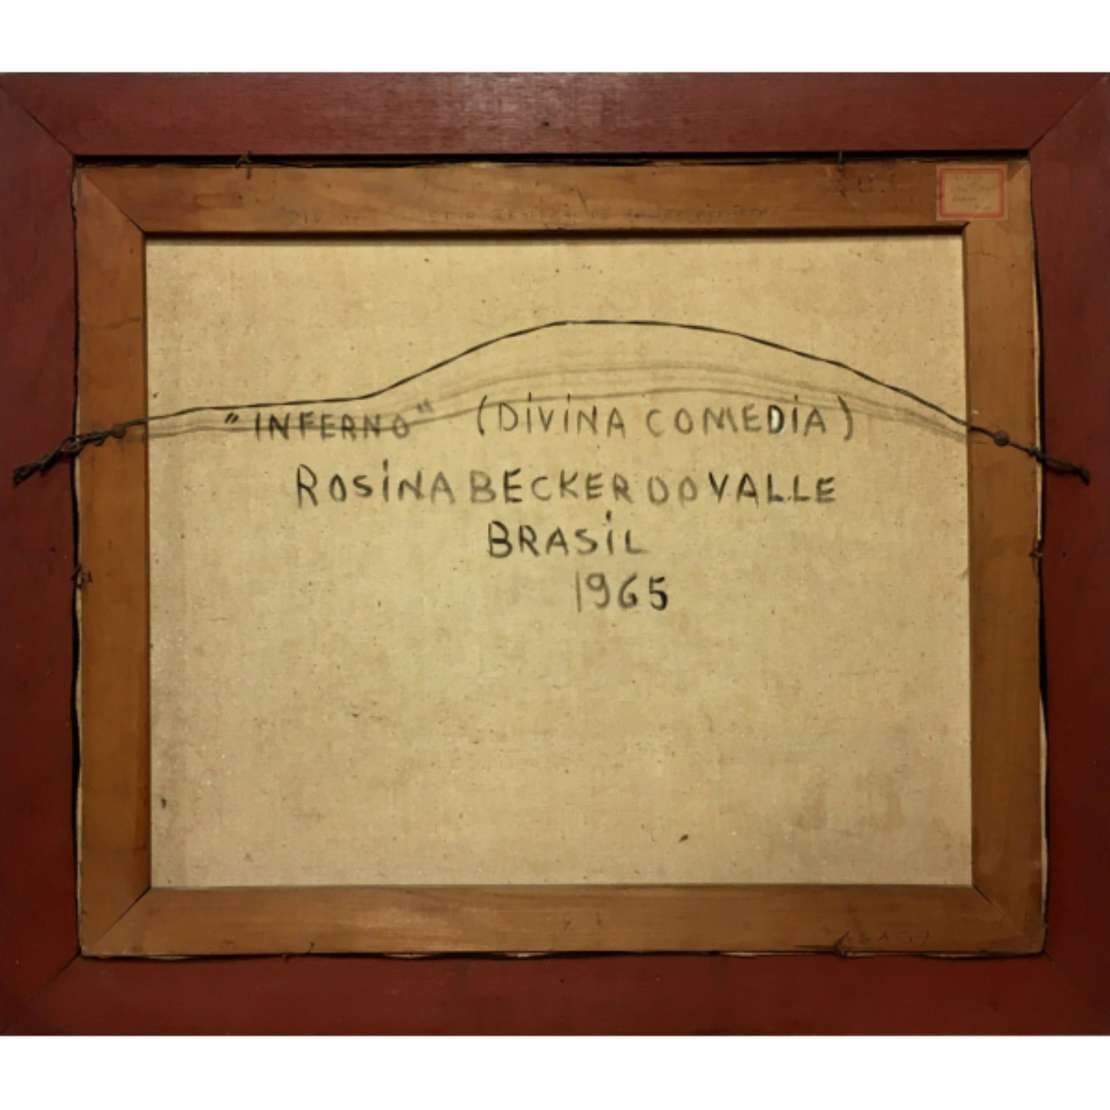 "INFERNO" (DIVINA COMEDIA)
ROSINA BECKER DO VALLE
BRASIL
1965